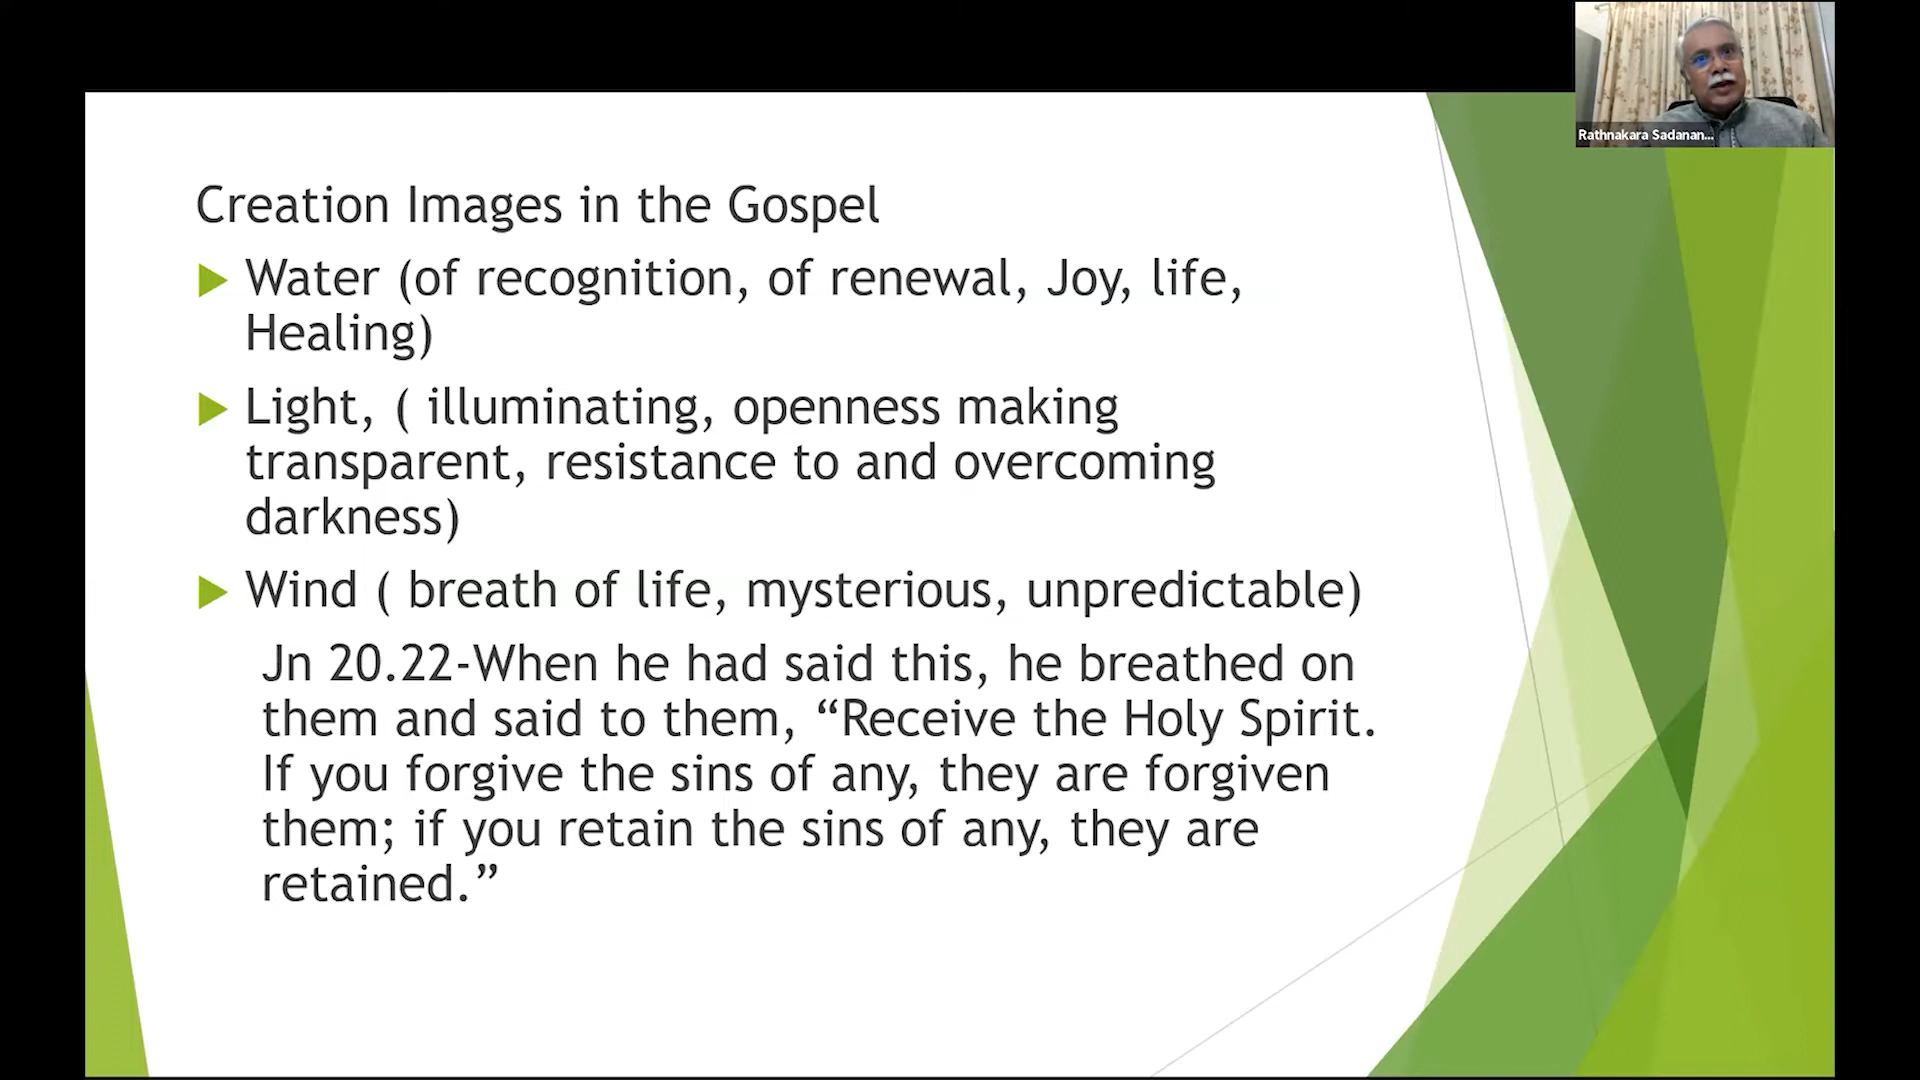 Rathnakara Sadanan...
Creation Images in the Gospel
Water (of recognition, of renewal, Joy, life,
Healing)
Light, ( illuminating, openness making
transparent, resistance to and overcoming
darkness)
Wind ( breath of life, mysterious, unpredictable)
Jn 20.22-When he had said this, he breathed on
them and said to them, “Receive the Holy Spirit.
If you forgive the sins of any, they are forgiven
them; if you retain the sins of any, they are
retained.”